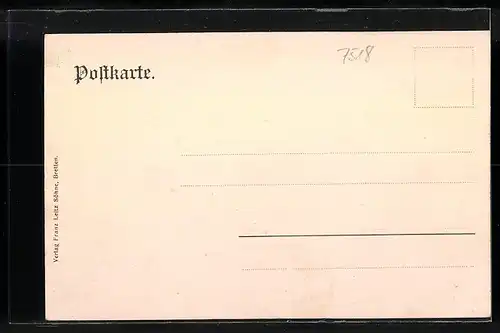 7518
Postkarte.
Verlag Franz Leitz Söhne, Bretten.